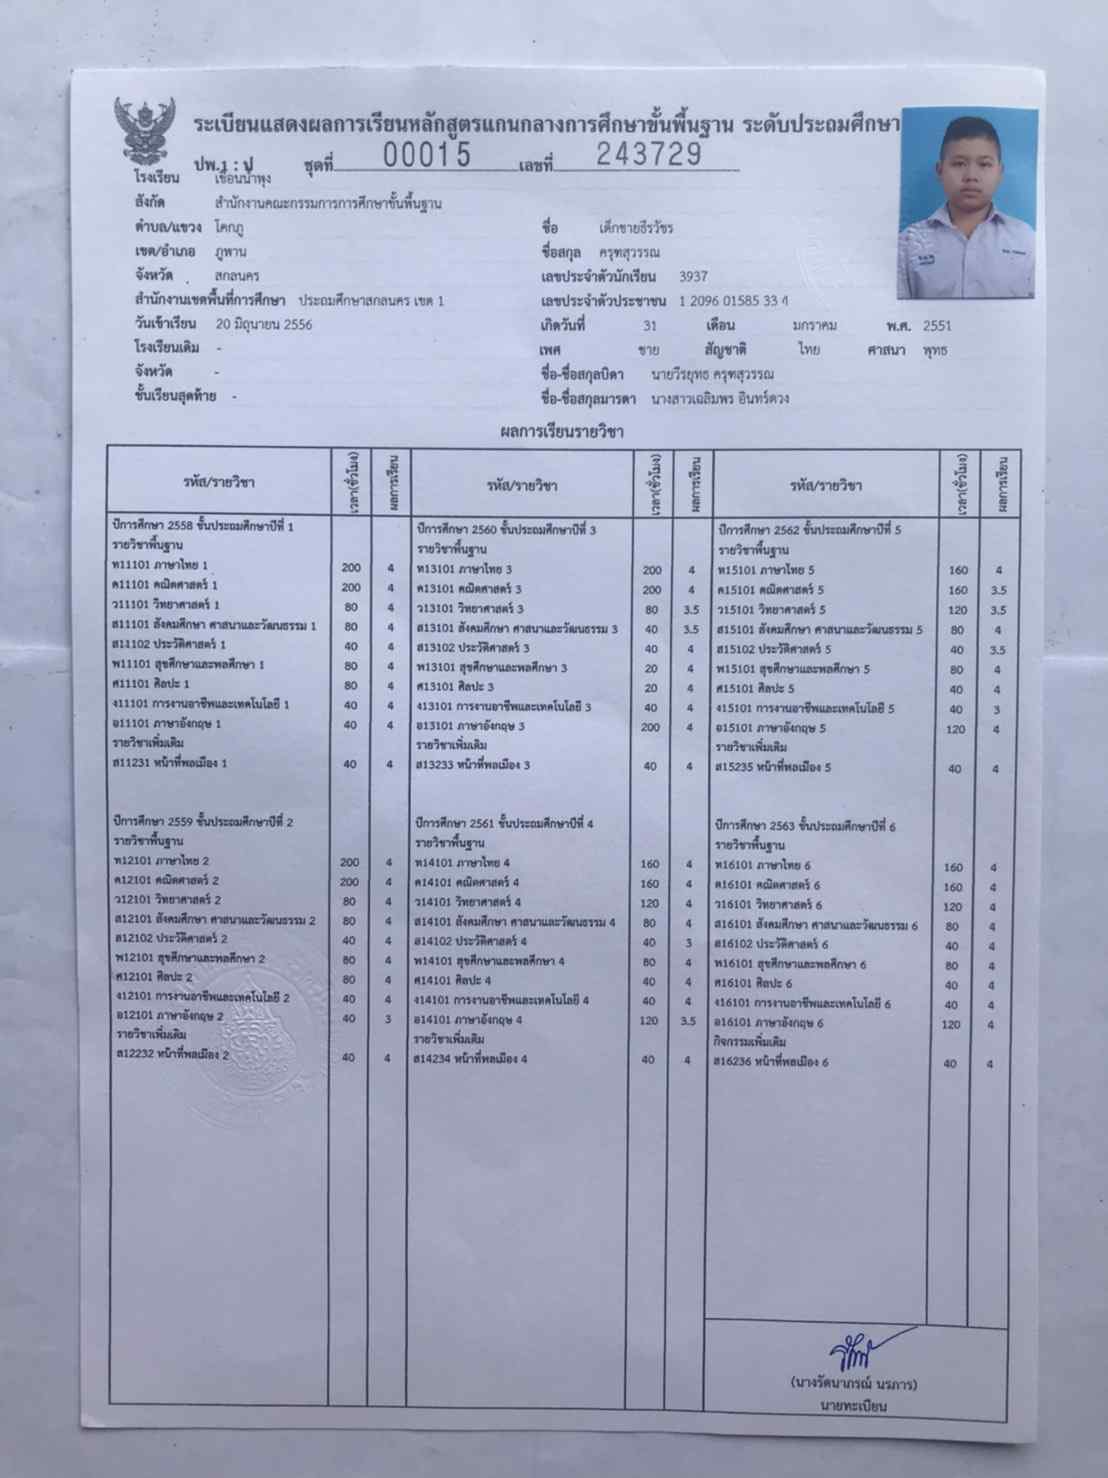 ระเบียนแสดงผลการเรียนหลักสูตรแกนกลางการศึกษาขั้นพื้นฐาน ระดับประถมศึกษา
ปพ.1 : ป ชุดที่ 00015 เลขที่ 243729
โรงเรียน เขื่อนน้ำพุง
สังกัด สำนักงานคณะกรรมการการศึกษาขั้นพื้นฐาน
ตำบล/แขวง โคกภู
เขต/อำเภอ ภูพาน
จังหวัด สกลนคร
สำนักงานเขตพื้นที่การศึกษา ประถมศึกษาสกลนคร เขต 1
วันเข้าเรียน 20 มิถุนายน 2556
โรงเรียนเดิม -
จังหวัด -
ชั้นเรียนสุดท้าย -
ชื่อ เด็กชายธีรวัชร
ชื่อสกุล ครุฑสุวรรณ
เลขประจำตัวนักเรียน 3937
เลขประจำตัวประชาชน 1 2096 01585 33 4
เกิดวันที่ 31 เดือน มกราคม พ.ศ. 2551
เพศ ชาย สัญชาติ ไทย ศาสนา พุทธ
ชื่อ-ชื่อสกุลบิดา นายวีรยุทธ ครุฑสุวรรณ
ชื่อ-ชื่อสกุลมารดา นางสาวเฉลิมพร อินทร์ดวง
ผลการเรียนรายวิชา
รหัส/รายวิชา เวลา(ชั่วโมง) ผลการเรียน
ปีการศึกษา 2558 ชั้นประถมศึกษาปีที่ 1
รายวิชาพื้นฐาน
ท11101 ภาษาไทย 1 200 4
ค11101 คณิตศาสตร์ 1 200 4
ว11101 วิทยาศาสตร์ 1 80 4
ส11101 สังคมศึกษา ศาสนาและวัฒนธรรม 1 80 4
ส11102 ประวัติศาสตร์ 1 40 4
พ11101 สุขศึกษาและพลศึกษา 1 80 4
ศ11101 ศิลปะ 1 80 4
ง11101 การงานอาชีพและเทคโนโลยี 1 40 4
อ11101 ภาษาอังกฤษ 1 40 4
รายวิชาเพิ่มเติม
ส11231 หน้าที่พลเมือง 1 40 4
ปีการศึกษา 2559 ชั้นประถมศึกษาปีที่ 2
รายวิชาพื้นฐาน
ท12101 ภาษาไทย 2 200 4
ค12101 คณิตศาสตร์ 2 200 4
ว12101 วิทยาศาสตร์ 2 80 4
ส12101 สังคมศึกษา ศาสนาและวัฒนธรรม 2 80 4
ส12102 ประวัติศาสตร์ 2 40 4
พ12101 สุขศึกษาและพลศึกษา 2 80 4
ศ12101 ศิลปะ 2 80 4
ง12101 การงานอาชีพและเทคโนโลยี 2 40 4
อ12101 ภาษาอังกฤษ 2 40 3
รายวิชาเพิ่มเติม
ส12232 หน้าที่พลเมือง 2 40 4
รหัส/รายวิชา เวลา(ชั่วโมง) ผลการเรียน
ปีการศึกษา 2560 ชั้นประถมศึกษาปีที่ 3
รายวิชาพื้นฐาน
ท13101 ภาษาไทย 3 200 4
ค13101 คณิตศาสตร์ 3 200 4
ว13101 วิทยาศาสตร์ 3 80 3.5
ส13101 สังคมศึกษา ศาสนาและวัฒนธรรม 3 40 3.5
ส13102 ประวัติศาสตร์ 3 40 4
พ13101 สุขศึกษาและพลศึกษา 3 20 4
ศ13101 ศิลปะ 3 20 4
ง13101 การงานอาชีพและเทคโนโลยี 3 40 4
อ13101 ภาษาอังกฤษ 3 200 4
รายวิชาเพิ่มเติม
ส13233 หน้าที่พลเมือง 3 40 4
ปีการศึกษา 2561 ชั้นประถมศึกษาปีที่ 4
รายวิชาพื้นฐาน
ท14101 ภาษาไทย 4 160 4
ค14101 คณิตศาสตร์ 4 160 4
ว14101 วิทยาศาสตร์ 4 120 4
ส14101 สังคมศึกษา ศาสนาและวัฒนธรรม 4 80 4
ส14102 ประวัติศาสตร์ 4 40 3
พ14101 สุขศึกษาและพลศึกษา 4 80 4
ศ14101 ศิลปะ 4 40 4
ง14101 การงานอาชีพและเทคโนโลยี 4 40 4
อ14101 ภาษาอังกฤษ 4 120 3.5
รายวิชาเพิ่มเติม
ส14234 หน้าที่พลเมือง 4 40 4
รหัส/รายวิชา เวลา(ชั่วโมง) ผลการเรียน
ปีการศึกษา 2562 ชั้นประถมศึกษาปีที่ 5
รายวิชาพื้นฐาน
ท15101 ภาษาไทย 5 160 4
ค15101 คณิตศาสตร์ 5 160 3.5
ว15101 วิทยาศาสตร์ 5 120 3.5
ส15101 สังคมศึกษา ศาสนาและวัฒนธรรม 5 80 4
ส15102 ประวัติศาสตร์ 5 40 3.5
พ15101 สุขศึกษาและพลศึกษา 5 80 4
ศ15101 ศิลปะ 5 40 4
ง15101 การงานอาชีพและเทคโนโลยี 5 40 3
อ15101 ภาษาอังกฤษ 5 120 4
รายวิชาเพิ่มเติม
ส15235 หน้าที่พลเมือง 5 40 4
ปีการศึกษา 2563 ชั้นประถมศึกษาปีที่ 6
รายวิชาพื้นฐาน
ท16101 ภาษาไทย 6 160 4
ค16101 คณิตศาสตร์ 6 160 4
ว16101 วิทยาศาสตร์ 6 120 4
ส16101 สังคมศึกษา ศาสนาและวัฒนธรรม 6 80 4
ส16102 ประวัติศาสตร์ 6 40 4
พ16101 สุขศึกษาและพลศึกษา 6 80 4
ศ16101 ศิลปะ 6 40 4
ง16101 การงานอาชีพและเทคโนโลยี 6 40 4
อ16101 ภาษาอังกฤษ 6 120 4
กิจกรรมเพิ่มเติม
ส16236 หน้าที่พลเมือง 6 40 4
(นางรัตนาภรณ์ นรภาร)
นายทะเบียน